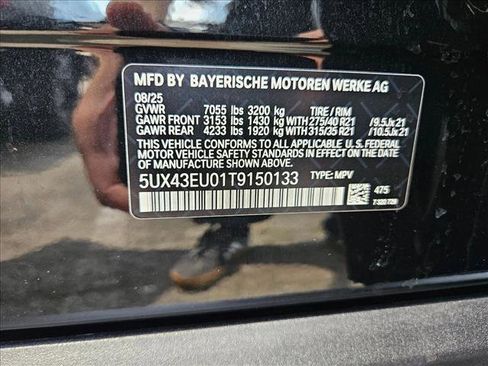 MFD BY BAYERISCHE MOTOREN WERKE AG
08/25
GVWR 7055 lbs 3200 kg TIRE / RIM
GAWR FRONT 3153 lbs 1430 kg WITH 275/40 R21 /9.5Jx21
GAWR REAR 4233 lbs 1920 kg WITH 315/35 R21 /10.5Jx21
THIS VEHICLE CONFORMS TO ALL APPLICABLE U.S. FEDERAL
MOTOR VEHICLE SAFETY STANDARDS IN EFFECT ON THE DATE
OF MANUFACTURE SHOWN ABOVE.
5UX43EU01T9150133 TYPE: MPV
475